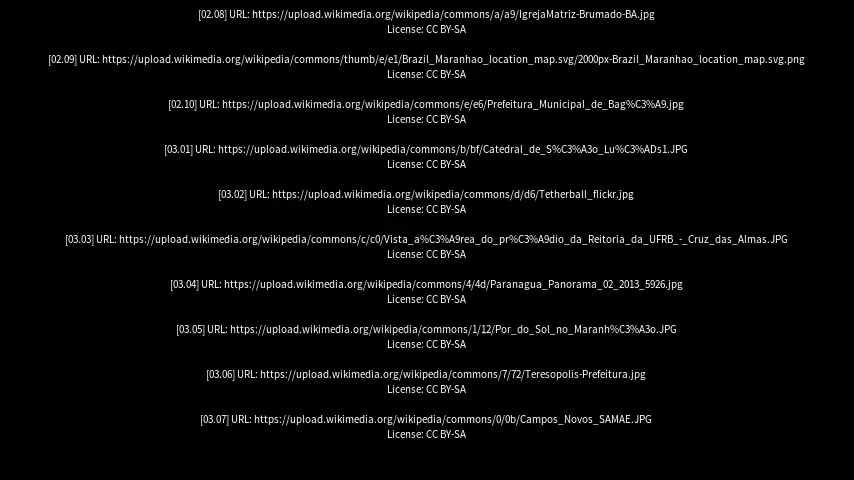 [02.08] URL: https://upload.wikimedia.org/wikipedia/commons/a/a9/IgrejaMatriz-Brumado-BA.jpg
License: CC BY-SA
[02.09] URL: https://upload.wikimedia.org/wikipedia/commons/thumb/e/e1/Brazil_Maranhao_location_map.svg/2000px-Brazil_Maranhao_location_map.svg.png
License: CC BY-SA
[02.10] URL: https://upload.wikimedia.org/wikipedia/commons/e/e6/Prefeitura_Municipal_de_Bag%C3%A9.jpg
License: CC BY-SA
[03.01] URL: https://upload.wikimedia.org/wikipedia/commons/b/bf/Catedral_de_S%C3%A3o_Lu%C3%ADs1.JPG
License: CC BY-SA
[03.02] URL: https://upload.wikimedia.org/wikipedia/commons/d/d6/Tetherball_flickr.jpg
License: CC BY-SA
[03.03] URL: https://upload.wikimedia.org/wikipedia/commons/c/c0/Vista_a%C3%A9rea_do_pr%C3%A9dio_da_Reitoria_da_UFRB_-_Cruz_das_Almas.JPG
License: CC BY-SA
[03.04] URL: https://upload.wikimedia.org/wikipedia/commons/4/4d/Paranagua_Panorama_02_2013_5926.jpg
License: CC BY-SA
[03.05] URL: https://upload.wikimedia.org/wikipedia/commons/1/12/Por_do_Sol_no_Maranh%C3%A3o.JPG
License: CC BY-SA
[03.06] URL: https://upload.wikimedia.org/wikipedia/commons/7/72/Teresopolis-Prefeitura.jpg
License: CC BY-SA
[03.07] URL: https://upload.wikimedia.org/wikipedia/commons/0/0b/Campos_Novos_SAMAE.JPG
License: CC BY-SA